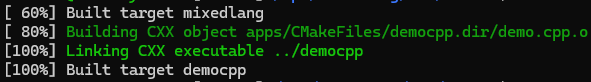 [ 60%] Built target mixedlang
[ 80%] Building CXX object apps/CMakeFiles/democpp.dir/demo.cpp.o
[100%] Linking CXX executable ../democpp
[100%] Built target democpp